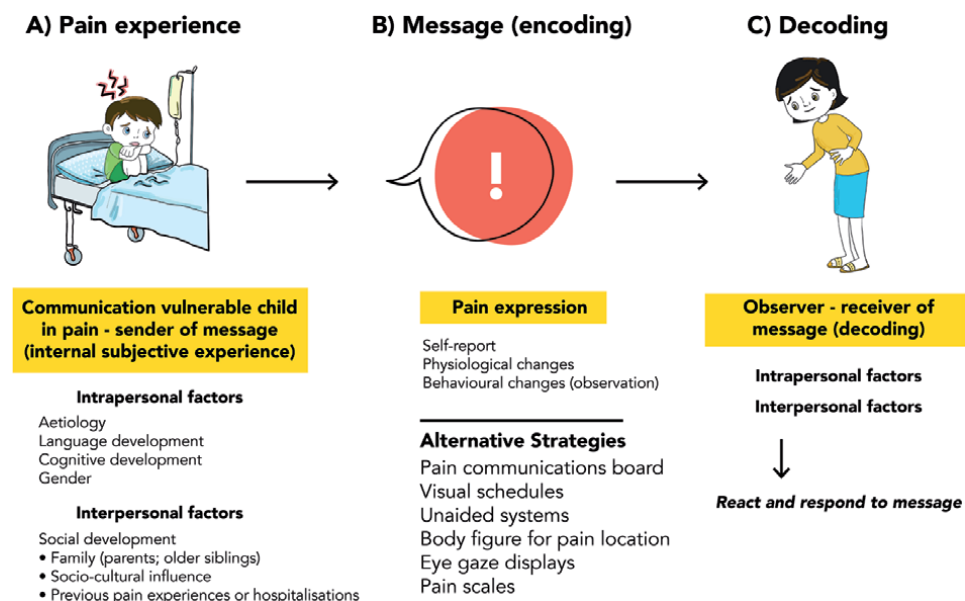 A) Pain experience
Communication vulnerable child
in pain - sender of message
(internal subjective experience)
Intrapersonal factors
Aetiology
Language development
Cognitive development
Gender
Interpersonal factors
Social development
• Family (parents; older siblings)
• Socio-cultural influence
• Previous pain experiences or hospitalisations
B) Message (encoding)
!
Pain expression
Self-report
Physiological changes
Behavioural changes (observation)
Alternative Strategies
Pain communications board
Visual schedules
Unaided systems
Body figure for pain location
Eye gaze displays
Pain scales
C) Decoding
Observer - receiver of
message (decoding)
Intrapersonal factors
Interpersonal factors
React and respond to message